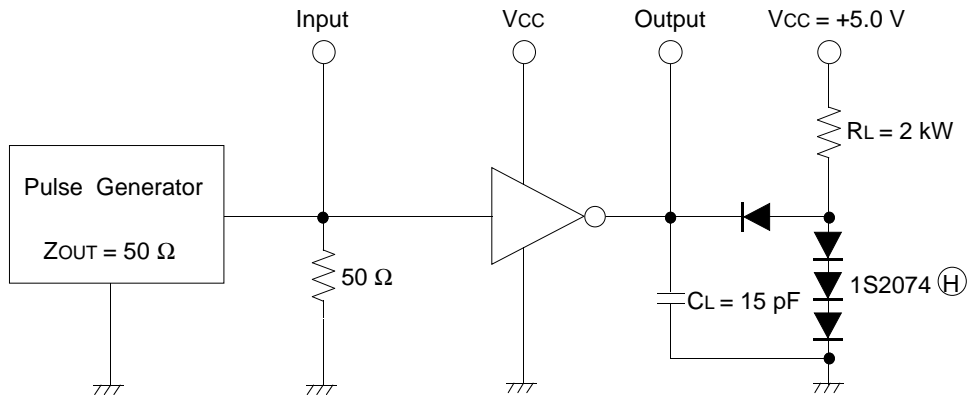 Input
VCC
Output
VCC = +5.0 V
RL = 2 kW
Pulse Generator
ZOUT = 50 Ω
50 Ω
CL = 15 pF
1S2074 Ⓗ